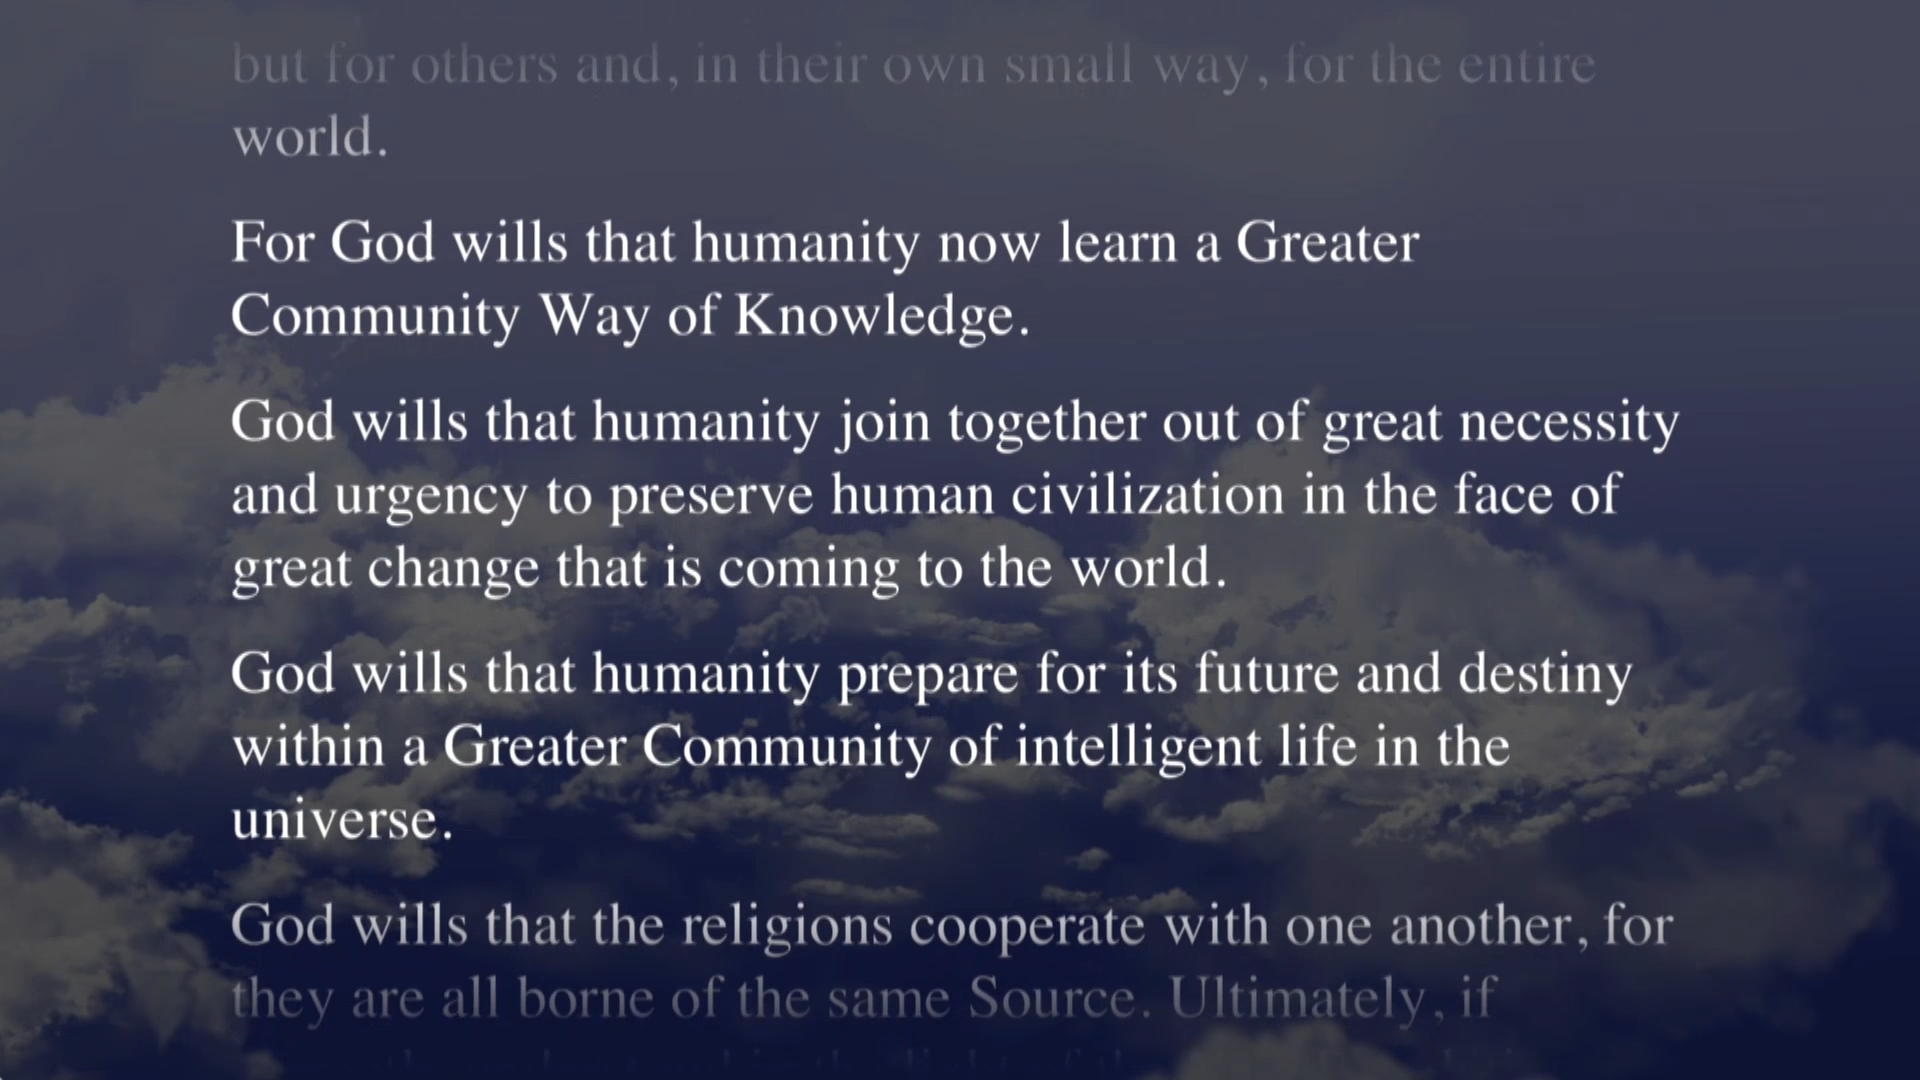 but for others and, in their own small way, for the entire
world.
For God wills that humanity now learn a Greater
Community Way of Knowledge.
God wills that humanity join together out of great necessity
and urgency to preserve human civilization in the face of
great change that is coming to the world.
God wills that humanity prepare for its future and destiny
within a Greater Community of intelligent life in the
universe.
God wills that the religions cooperate with one another, for
they are all borne of the same Source. Ultimately, if